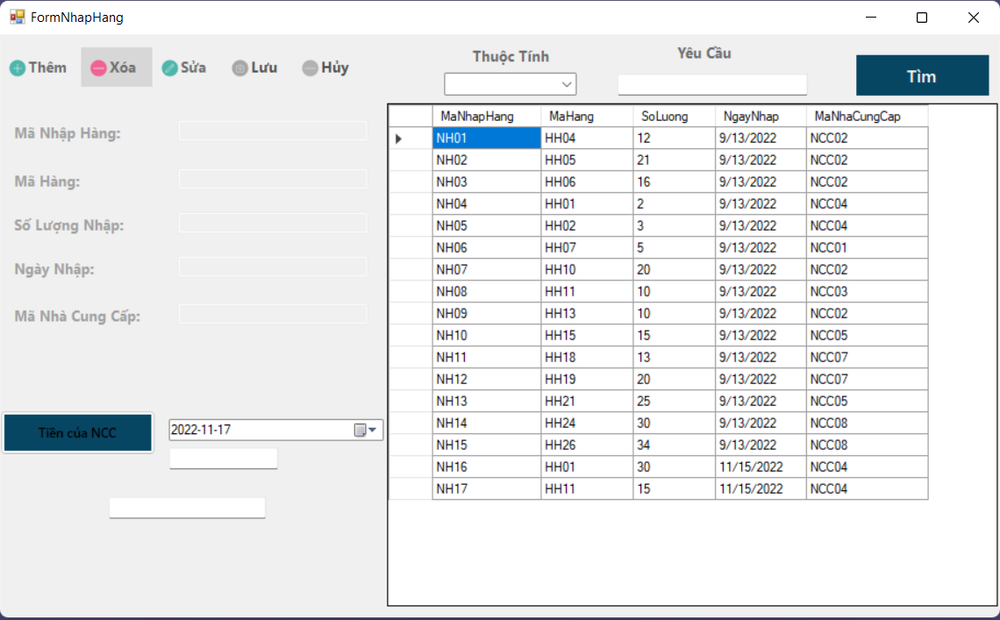 FormNhapHang
Thêm Xóa Sửa Lưu Hủy
Thuộc Tính
Yêu Cầu
Tìm
Mã Nhập Hàng:
Mã Hàng:
Số Lượng Nhập:
Ngày Nhập:
Mã Nhà Cung Cấp:
Tiền của NCC
2022-11-17
MaNhapHang MaHang SoLuong NgayNhap MaNhaCungCap
NH01 HH04 12 9/13/2022 NCC02
NH02 HH05 21 9/13/2022 NCC02
NH03 HH06 16 9/13/2022 NCC02
NH04 HH01 2 9/13/2022 NCC04
NH05 HH02 3 9/13/2022 NCC04
NH06 HH07 5 9/13/2022 NCC01
NH07 HH10 20 9/13/2022 NCC02
NH08 HH11 10 9/13/2022 NCC03
NH09 HH13 10 9/13/2022 NCC02
NH10 HH15 15 9/13/2022 NCC05
NH11 HH18 13 9/13/2022 NCC07
NH12 HH19 20 9/13/2022 NCC07
NH13 HH21 25 9/13/2022 NCC05
NH14 HH24 30 9/13/2022 NCC08
NH15 HH26 34 9/13/2022 NCC08
NH16 HH01 30 11/15/2022 NCC04
NH17 HH11 15 11/15/2022 NCC04